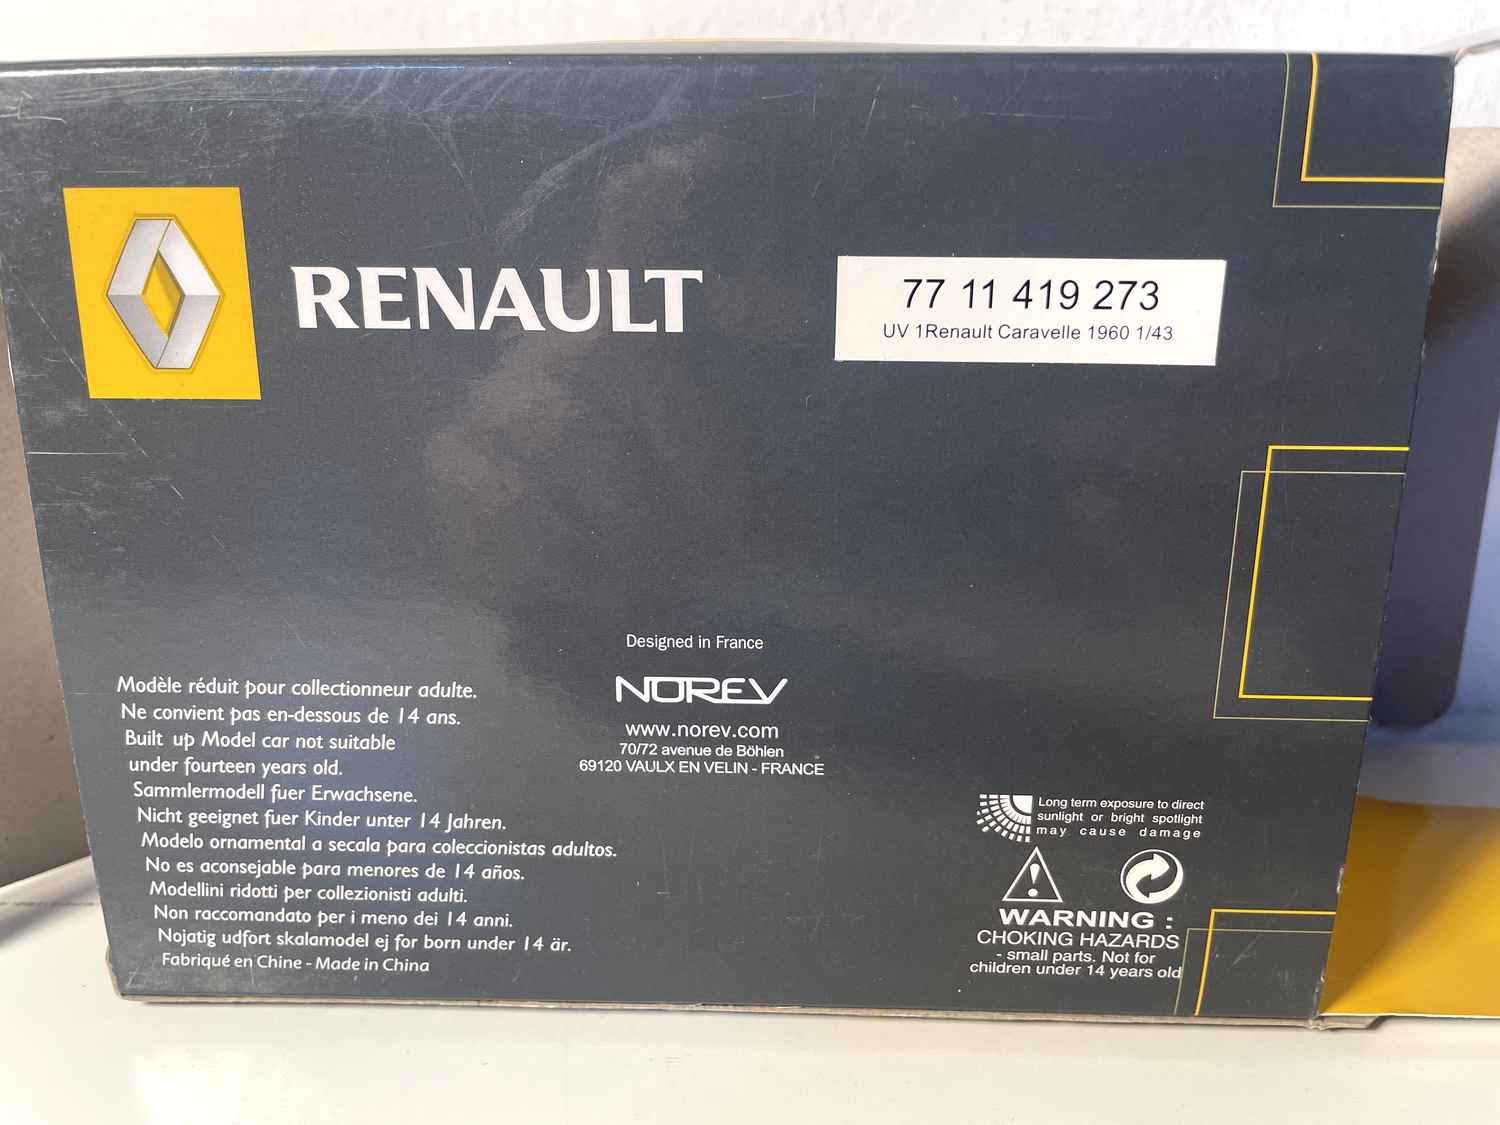 RENAULT
77 11 419 273
UV 1Renault Caravelle 1960 1/43
Designed in France
NOREV
www.norev.com
70/72 avenue de Böhlen
69120 VAULX EN VELIN - FRANCE
Modèle réduit pour collectionneur adulte.
Ne convient pas en-dessous de 14 ans.
Built up Model car not suitable
under fourteen years old.
Sammlermodell fuer Erwachsene.
Nicht geeignet fuer Kinder unter 14 Jahren.
Modelo ornamental a secala para coleccionistas adultos.
No es aconsejable para menores de 14 años.
Modellini ridotti per collezionisti adulti.
Non raccomandato per i meno dei 14 anni.
Nojatig udfort skalamodel ej for born under 14 är.
Fabriqué en Chine - Made in China
Long term exposure to direct
sunlight or bright spotlight
may cause damage
WARNING :
CHOKING HAZARDS
- small parts. Not for
children under 14 years old